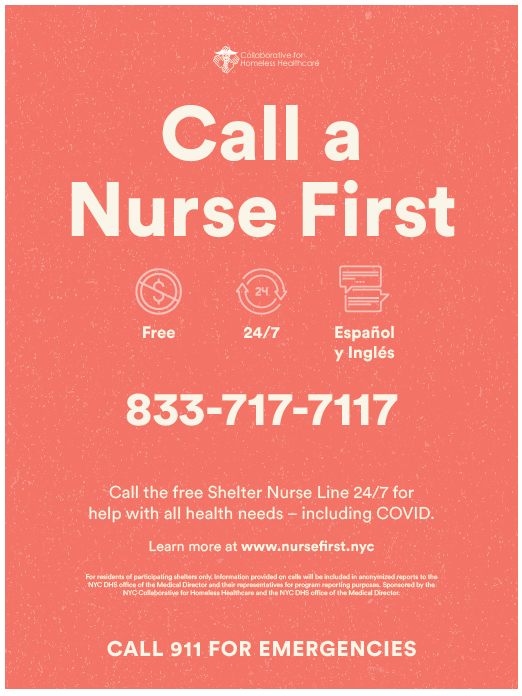 Collaborative for
Homeless Healthcare
Call a
Nurse First
24
Free
24/7
Español
y Inglés
833-717-7117
Call the free Shelter Nurse Line 24/7 for
help with all health needs – including COVID.
Learn more at www.nursefirst.nyc
For residents of participating shelters only. Information provided on calls will be included in anonymized reports to the
NYC DHS office of the Medical Director and their representatives for program reporting purposes. Sponsored by the
NYC Collaborative for Homeless Healthcare and the NYC DHS office of the Medical Director.
CALL 911 FOR EMERGENCIES